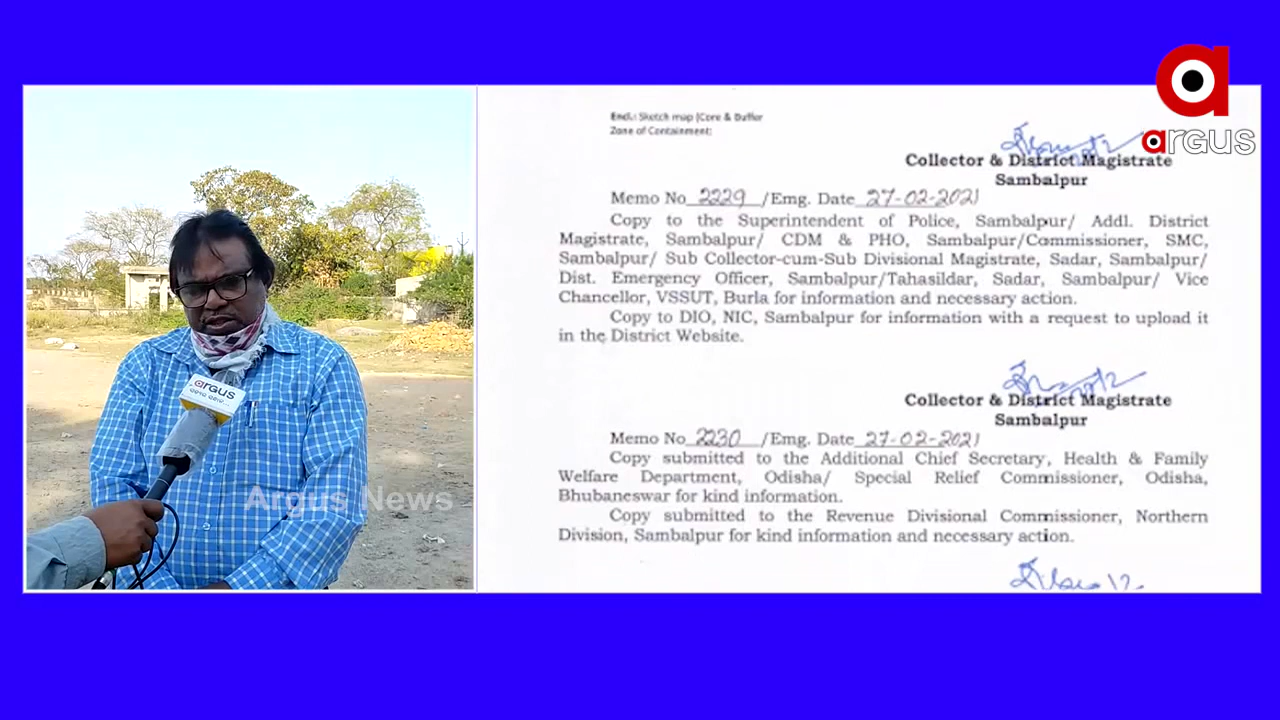 argus
Encl.: Sketch map (Core & Buffer
Zone of Containment;
Collector & District Magistrate
Sambalpur
Memo No 2229 /Emg. Date 27-02-2021
Copy to the Superintendent of Police, Sambalpur/ Addl. District
Magistrate, Sambalpur/ CDM & PHO, Sambalpur/Commissioner, SMC,
Sambalpur/ Sub Collector-cum-Sub Divisional Magistrate, Sadar, Sambalpur/
Dist. Emergency Officer, Sambalpur/Tahasildar, Sadar, Sambalpur/ Vice
Chancellor, VSSUT, Burla for information and necessary action.
Copy to DIO, NIC, Sambalpur for information with a request to upload it
in the District Website.
Collector & District Magistrate
Sambalpur
Memo No 2230 /Emg. Date 27-02-2021
Copy submitted to the Additional Chief Secretary, Health & Family
Welfare Department, Odisha/ Special Relief Commissioner, Odisha,
Bhubaneswar for kind information.
Copy submitted to the Revenue Divisional Commissioner, Northern
Division, Sambalpur for kind information and necessary action.
argus
Argus News